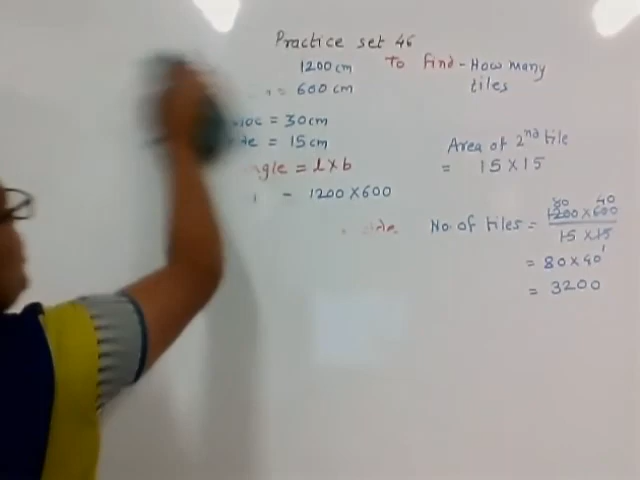 Practice set 46
1200 cm
= 600 cm
= 30 cm
= 15 cm
= l × b
- 1200 × 600
To find - How many
tiles
Area of 2nd tile
= 15 × 15
80 40
No. of tiles = 1200 × 600
15 × 15
1
= 80 × 40
= 3200